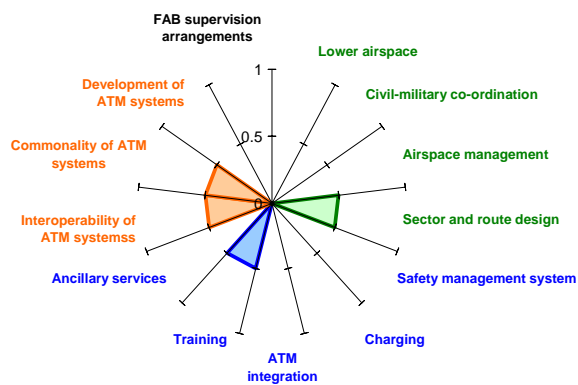 FAB supervision
arrangements
Lower airspace
1
Development of
ATM systems
Civil-military co-ordination
0.5
Commonality of ATM
systems
Airspace management
0
Interoperability of
ATM systemss
Sector and route design
Ancillary services
Safety management system
Training
Charging
ATM
integration